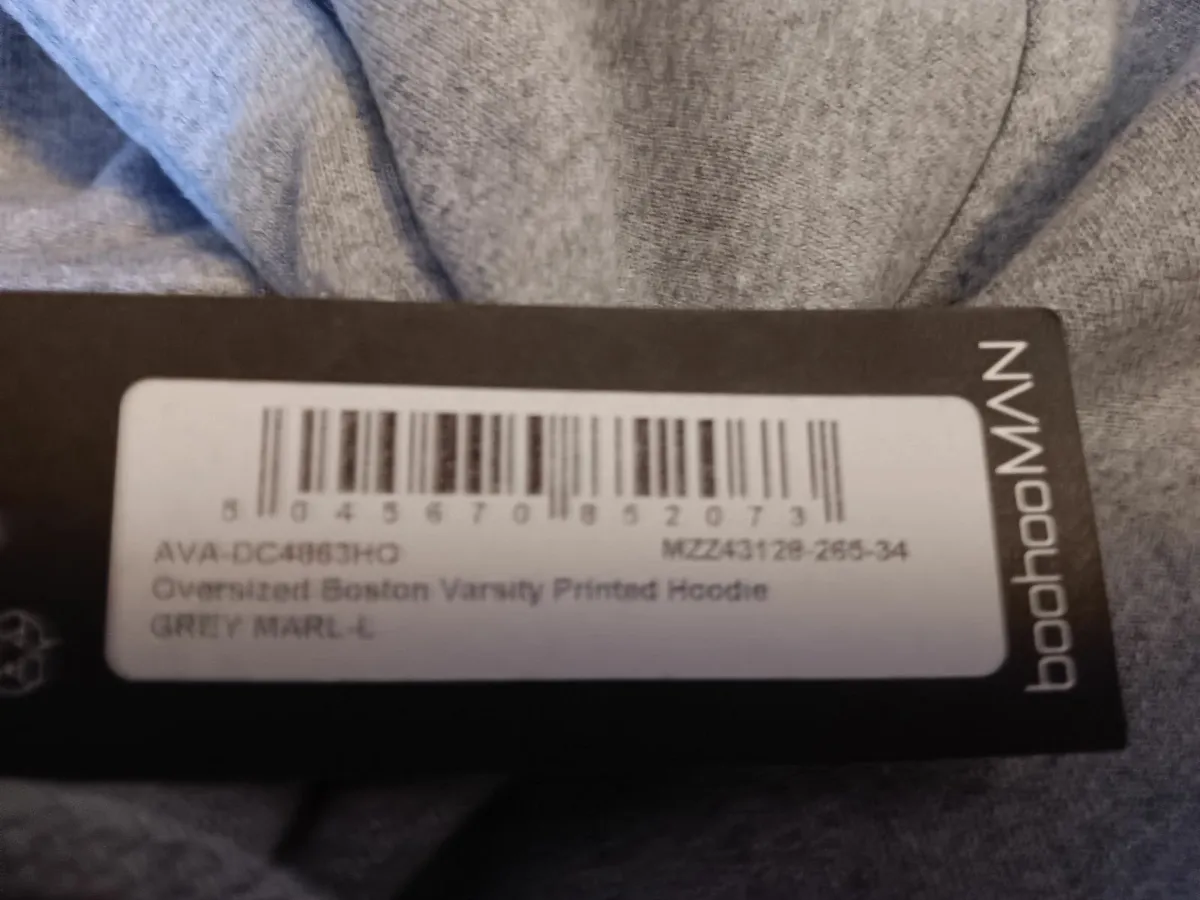 5 045670 852073
AVA-DC4863HO MZZ43128-265-34
Oversized Boston Varsity Printed Hoodie
GREY MARL-L
boohooMAN